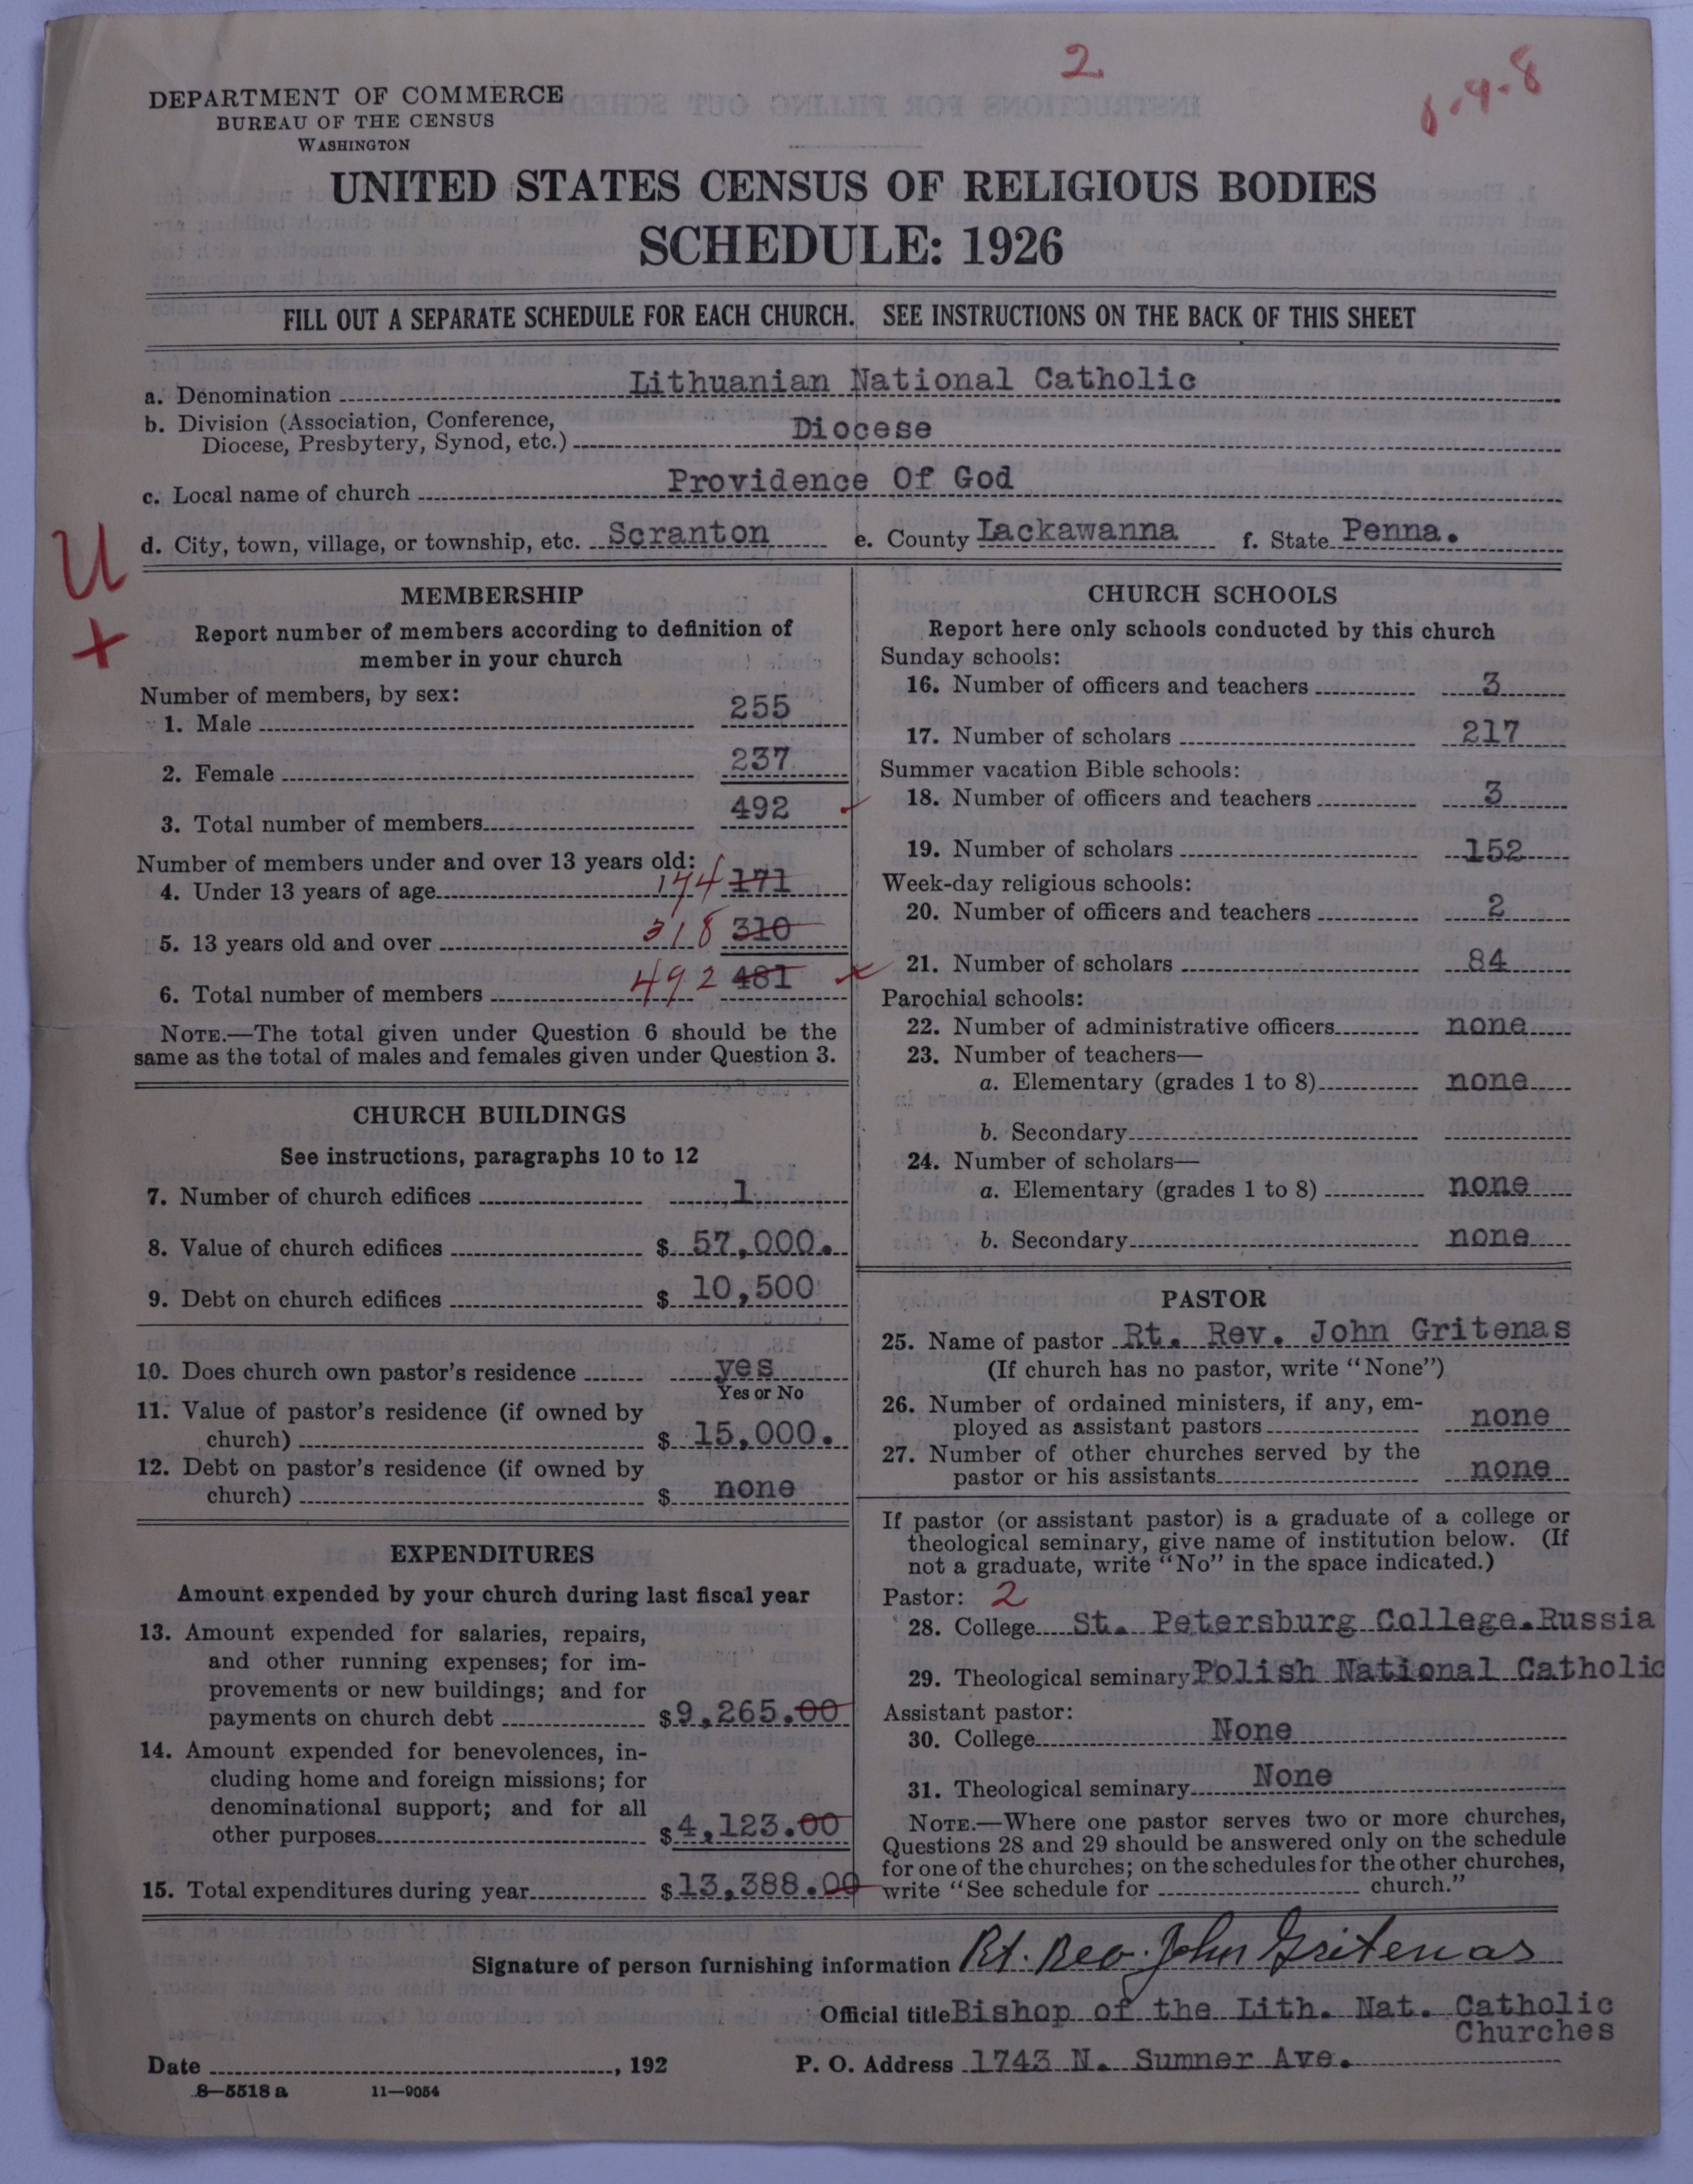 2
8-4-8
DEPARTMENT OF COMMERCE
BUREAU OF THE CENSUS
WASHINGTON
UNITED STATES CENSUS OF RELIGIOUS BODIES
SCHEDULE: 1926
FILL OUT A SEPARATE SCHEDULE FOR EACH CHURCH. SEE INSTRUCTIONS ON THE BACK OF THIS SHEET
a. Denomination Lithuanian National Catholic
b. Division (Association, Conference,
Diocese, Presbytery, Synod, etc.) Diocese
c. Local name of church Providence Of God
d. City, town, village, or township, etc. Scranton e. County Lackawanna f. State Penna.
U
+
MEMBERSHIP
Report number of members according to definition of
member in your church
Number of members, by sex:
1. Male 255
2. Female 237
3. Total number of members 492
Number of members under and over 13 years old:
4. Under 13 years of age 174 171
5. 13 years old and over 318 310
6. Total number of members 492 481
NOTE.—The total given under Question 6 should be the
same as the total of males and females given under Question 3.
CHURCH BUILDINGS
See instructions, paragraphs 10 to 12
7. Number of church edifices 1
8. Value of church edifices $ 57,000.
9. Debt on church edifices $ 10,500
10. Does church own pastor's residence yes
Yes or No
11. Value of pastor's residence (if owned by
church) $ 15,000.
12. Debt on pastor's residence (if owned by
church) $ none
EXPENDITURES
Amount expended by your church during last fiscal year
13. Amount expended for salaries, repairs,
and other running expenses; for im-
provements or new buildings; and for
payments on church debt $9,265.00
14. Amount expended for benevolences, in-
cluding home and foreign missions; for
denominational support; and for all
other purposes $4,123.00
15. Total expenditures during year $13,388.00
CHURCH SCHOOLS
Report here only schools conducted by this church
Sunday schools:
16. Number of officers and teachers 3
17. Number of scholars 217
Summer vacation Bible schools:
18. Number of officers and teachers 3
19. Number of scholars 152
Week-day religious schools:
20. Number of officers and teachers 2
21. Number of scholars 84
Parochial schools:
22. Number of administrative officers none
23. Number of teachers—
a. Elementary (grades 1 to 8) none
b. Secondary
24. Number of scholars—
a. Elementary (grades 1 to 8) none
b. Secondary none
PASTOR
25. Name of pastor Rt. Rev. John Gritenas
(If church has no pastor, write "None")
26. Number of ordained ministers, if any, em-
ployed as assistant pastors none
27. Number of other churches served by the
pastor or his assistants none
If pastor (or assistant pastor) is a graduate of a college or
theological seminary, give name of institution below. (If
not a graduate, write "No" in the space indicated.)
Pastor: 2
28. College St. Petersburg College.Russia
29. Theological seminary Polish National Catholic
Assistant pastor:
30. College None
31. Theological seminary None
NOTE.—Where one pastor serves two or more churches,
Questions 28 and 29 should be answered only on the schedule
for one of the churches; on the schedules for the other churches,
write "See schedule for church."
Signature of person furnishing information Rt. Rev. John Gritenas
Official title Bishop of the Lith. Nat. Catholic
Churches
Date , 192 P. O. Address 1743 N. Sumner Ave.
8—5518 a 11—9054